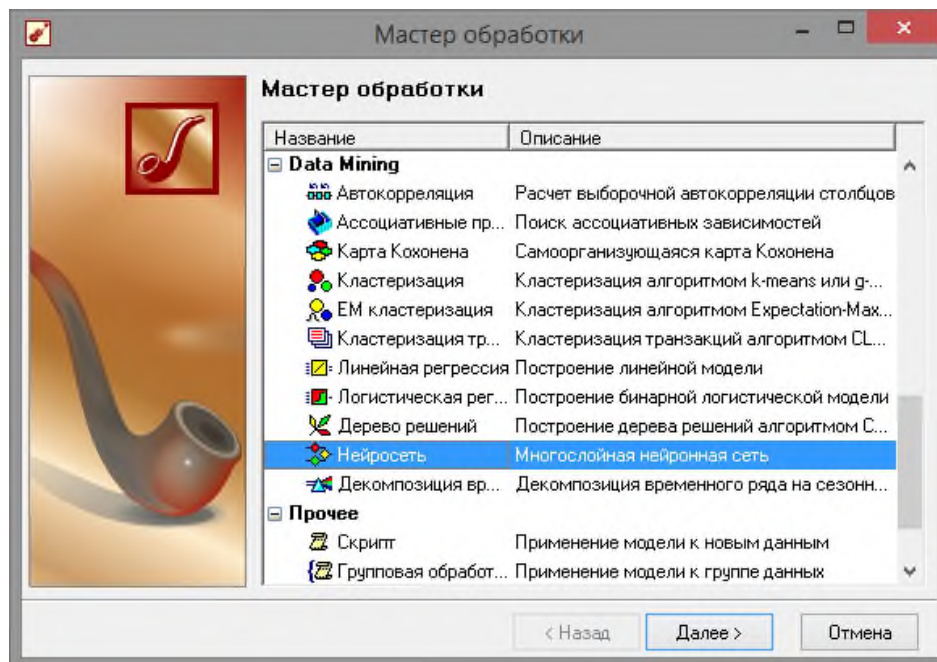 Мастер обработки
Мастер обработки
Название Описание
Data Mining
Автокорреляция Расчет выборочной автокорреляции столбцов
Ассоциативные пр... Поиск ассоциативных зависимостей
Карта Кохонена Самоорганизующаяся карта Кохонена
Кластеризация Кластеризация алгоритмом k-means или g-...
EM кластеризация Кластеризация алгоритмом Expectation-Max...
Кластеризация тр... Кластеризация транзакций алгоритмом CL...
Линейная регрессия Построение линейной модели
Логистическая рег... Построение бинарной логистической модели
Дерево решений Построение дерева решений алгоритмом C...
Нейросеть Многослойная нейронная сеть
Декомпозиция вр... Декомпозиция временного ряда на сезонн...
Прочее
Скрипт Применение модели к новым данным
Групповая обработ... Применение модели к группе данных
< Назад Далее > Отмена